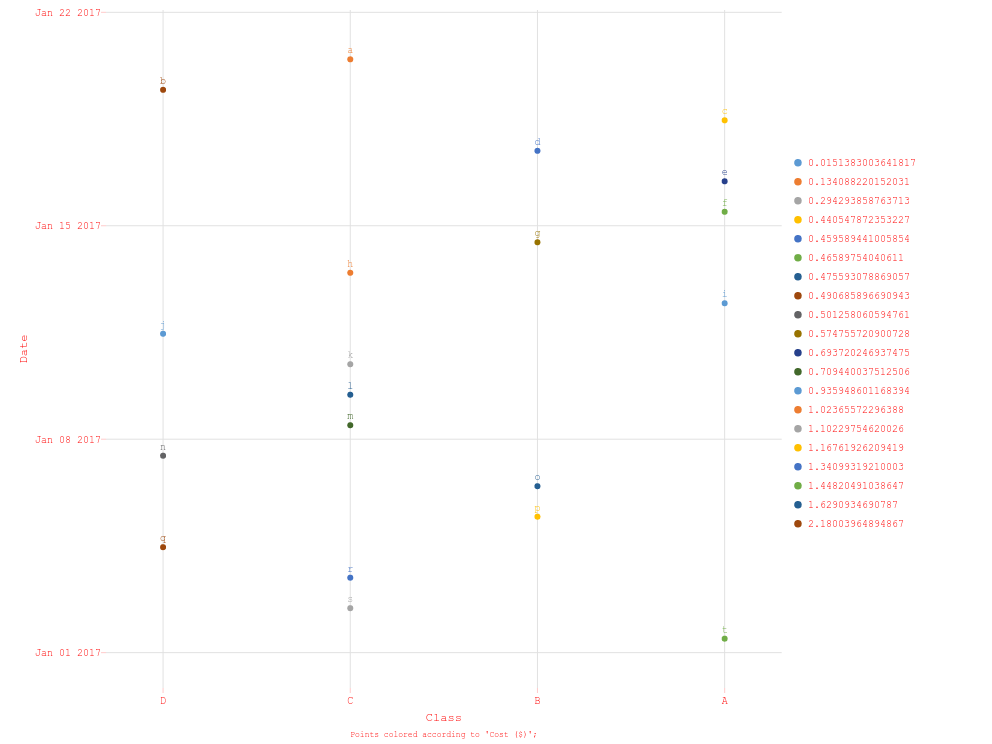 Jan 22 2017
a
b
c
d
e
f
Jan 15 2017
g
h
i
j
k
l
m
Jan 08 2017
n
o
p
q
r
s
t
Jan 01 2017
Date
D C B A
Class
Points colored according to 'Cost ($)';
0.0151383003641817
0.134088220152031
0.294293858763713
0.440547872353227
0.459589441005854
0.46589754040611
0.475593078869057
0.490685896690943
0.501258060594761
0.574755720900728
0.693720246937475
0.709440037512506
0.935948601168394
1.02365572296388
1.10229754620026
1.16761926209419
1.34099319210003
1.44820491038647
1.6290934690787
2.18003964894867